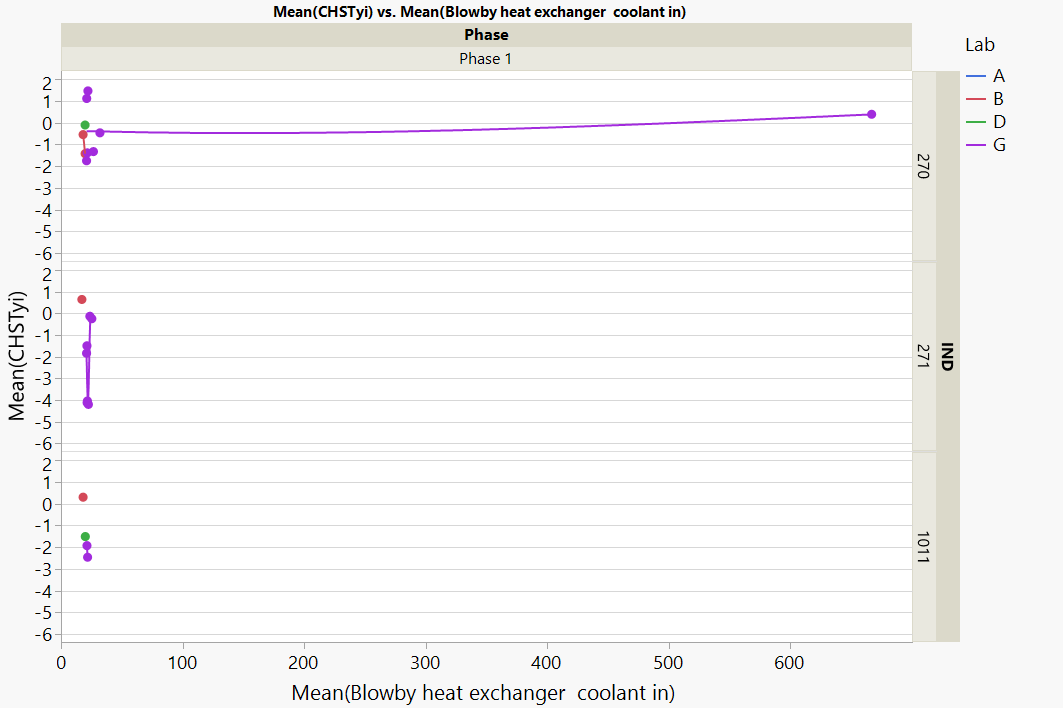 Mean(CHSTyi) vs. Mean(Blowby heat exchanger  coolant in)
Phase
Phase 1
Lab
A
B
D
G
Mean(CHSTyi)
2
1
0
-1
-2
-3
-4
-5
-6
270
2
1
0
-1
-2
-3
-4
-5
-6
271
IND
2
1
0
-1
-2
-3
-4
-5
-6
1011
0 100 200 300 400 500 600
Mean(Blowby heat exchanger  coolant in)